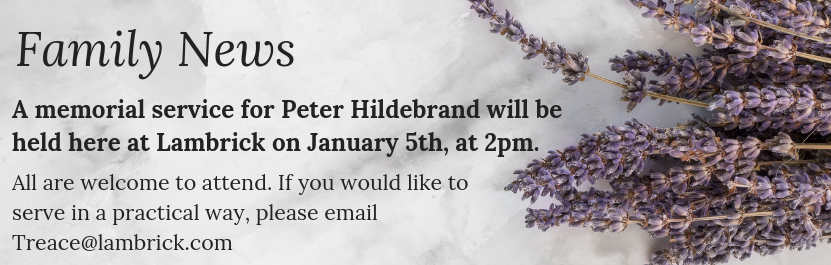 Family News
A memorial service for Peter Hildebrand will be
held here at Lambrick on January 5th, at 2pm.
All are welcome to attend. If you would like to
serve in a practical way, please email
Treace@lambrick.com